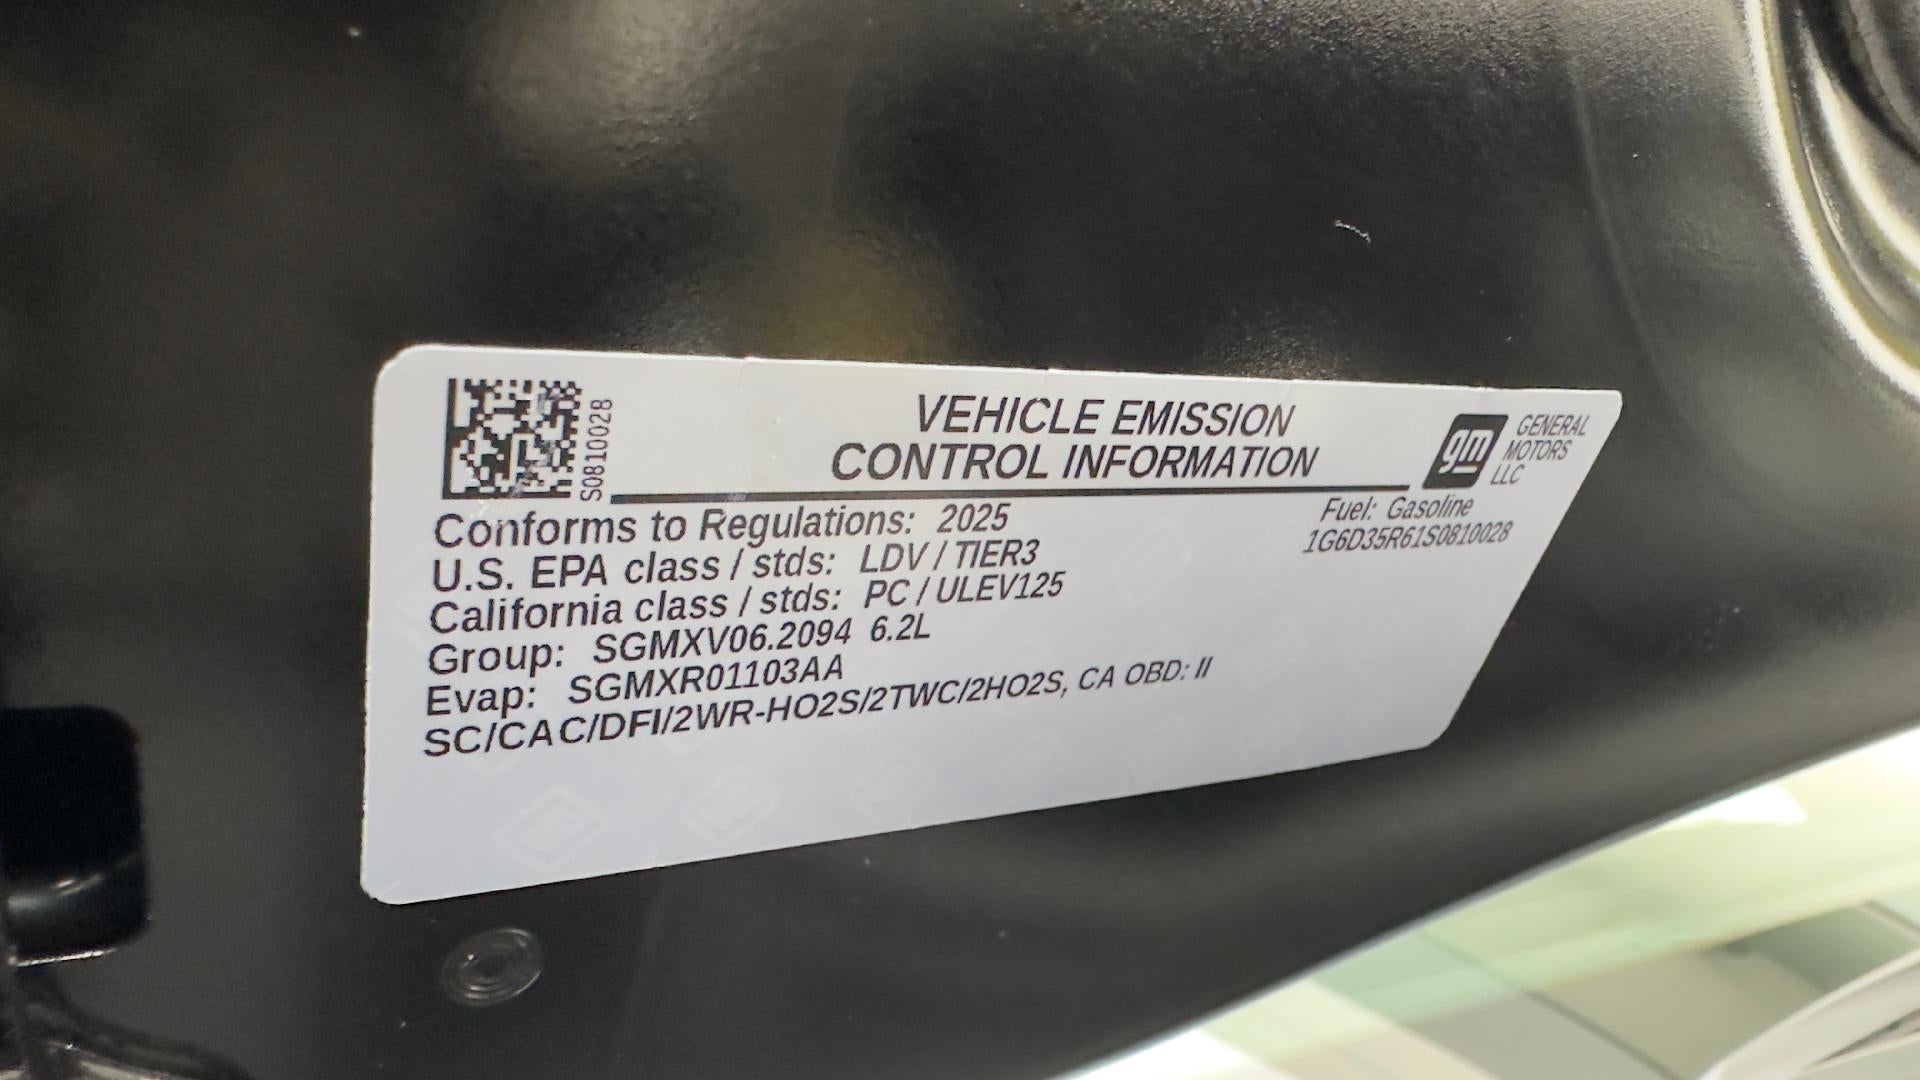 S0810028
VEHICLE EMISSION
CONTROL INFORMATION
gm
GENERAL
MOTORS
LLC
Fuel: Gasoline
1G6D35R61S0810028
Conforms to Regulations: 2025
U.S. EPA class / stds: LDV / TIER3
California class / stds: PC / ULEV125
Group: SGMXV06.2094 6.2L
Evap: SGMXR01103AA
SC/CAC/DFI/2WR-HO2S/2TWC/2HO2S, CA OBD: II